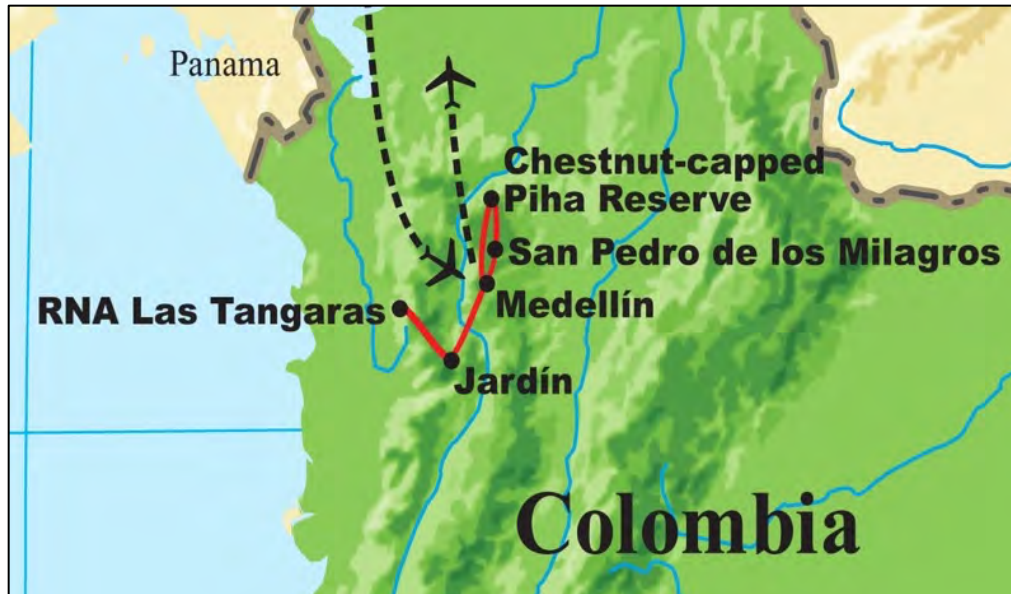 Panama
Chestnut-capped
Piha Reserve
San Pedro de los Milagros
Medellín
RNA Las Tangaras
Jardín
Colombia